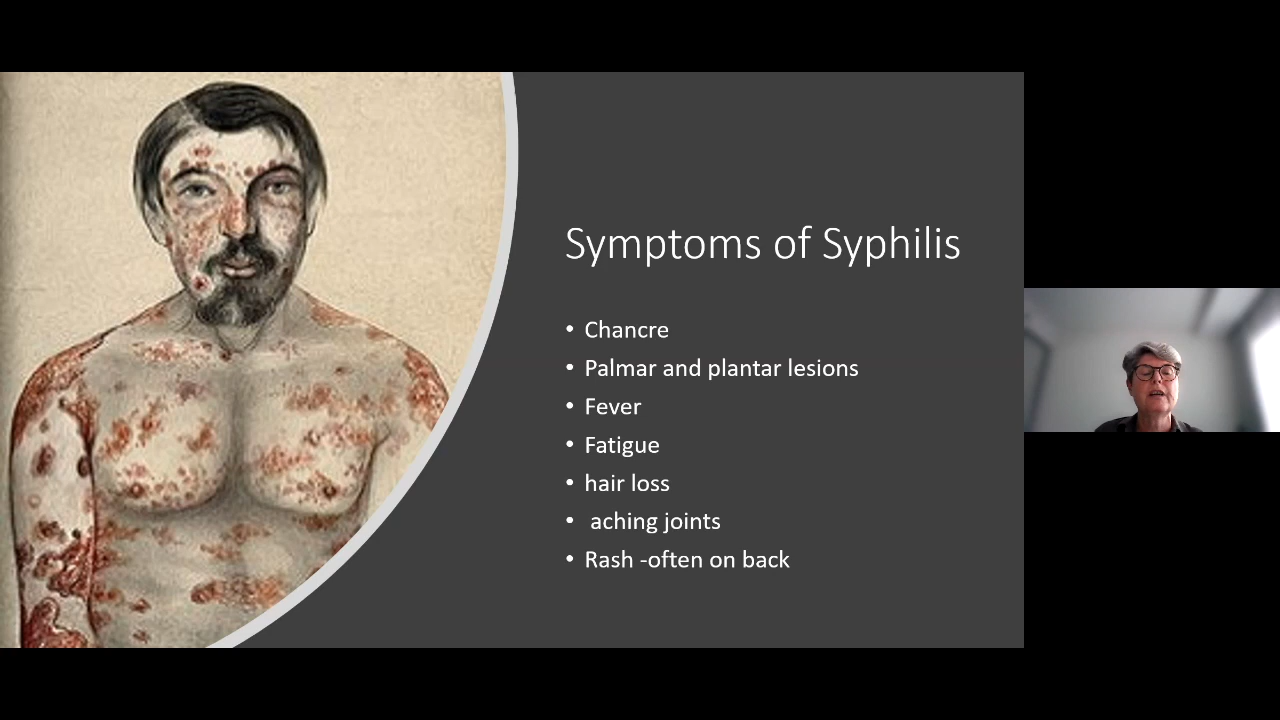 Symptoms of Syphilis
• Chancre
• Palmar and plantar lesions
• Fever
• Fatigue
• hair loss
• aching joints
• Rash -often on back